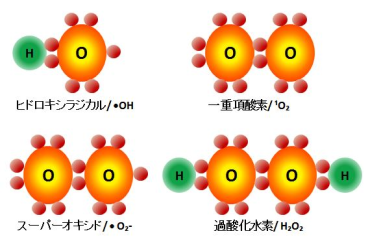 H O
O O
ヒドロキシラジカル/●OH
一重項酸素/¹O₂
O O
H O O H
スーパーオキシド/● O₂-
過酸化水素/H₂O₂